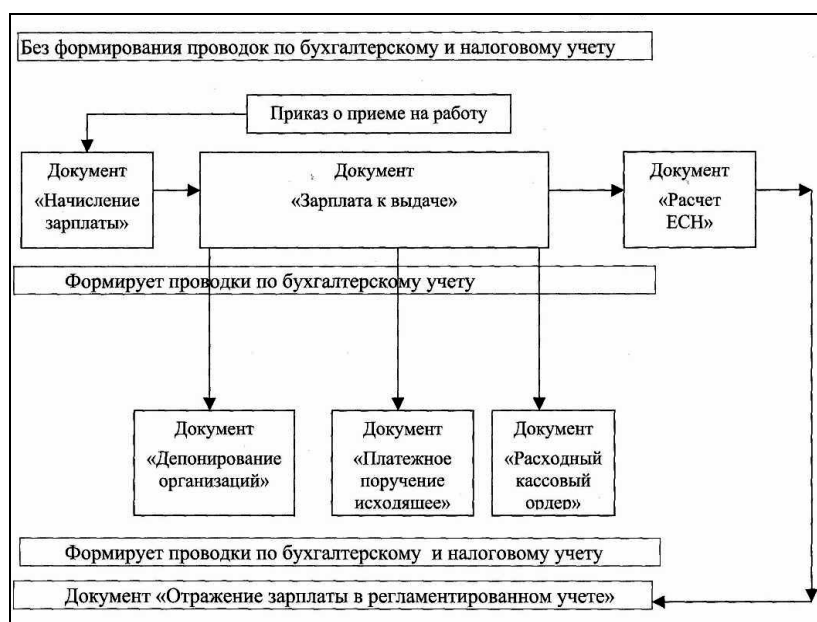 Без формирования проводок по бухгалтерскому и налоговому учету
Приказ о приеме на работу
Документ
«Начисление
зарплаты»
Документ
«Зарплата к выдаче»
Документ
«Расчет
ЕСН»
Формирует проводки по бухгалтерскому учету
Документ
«Депонирование
организаций»
Документ
«Платежное
поручение
исходящее»
Документ
«Расходный
кассовый
ордер»
Формирует проводки по бухгалтерскому и налоговому учету
Документ «Отражение зарплаты в регламентированном учете»